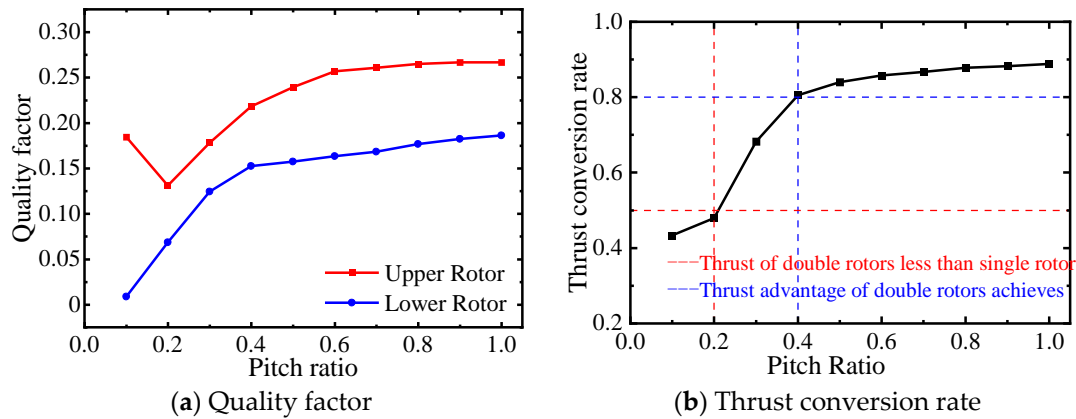 0.30
0.25
0.20
0.15
0.10
0.05
0
Quality factor
Upper Rotor
Lower Rotor
0.0 0.2 0.4 0.6 0.8 1.0
Pitch ratio
(a) Quality factor
1.0
0.8
0.6
0.4
0.2
Thrust conversion rate
Thrust of double rotors less than single rotor
Thrust advantage of double rotors achieves
0.0 0.2 0.4 0.6 0.8 1.0
Pitch Ratio
(b) Thrust conversion rate